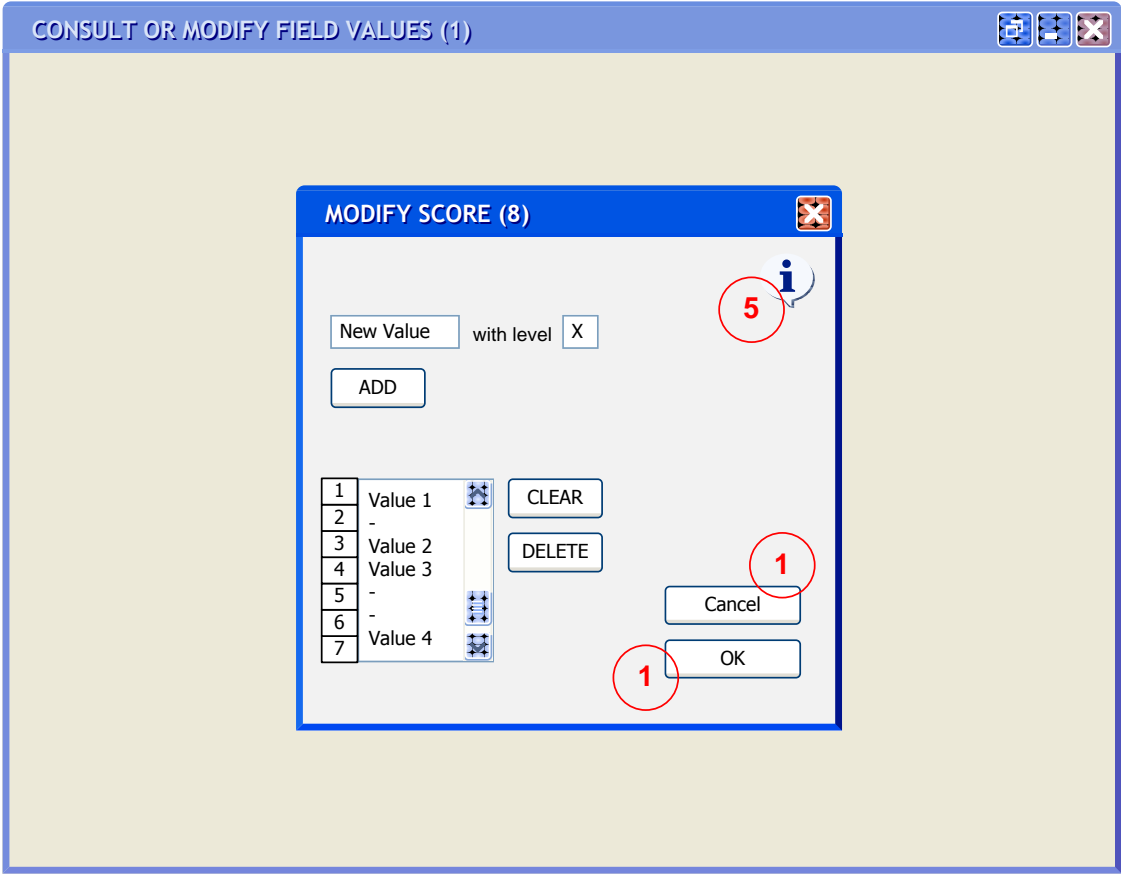 CONSULT OR MODIFY FIELD VALUES (1)
MODIFY SCORE (8)
i
5
New Value with level X
ADD
1 Value 1
2 -
3 Value 2
4 Value 3
5 -
6 -
7 Value 4
CLEAR
DELETE
1
Cancel
OK
1